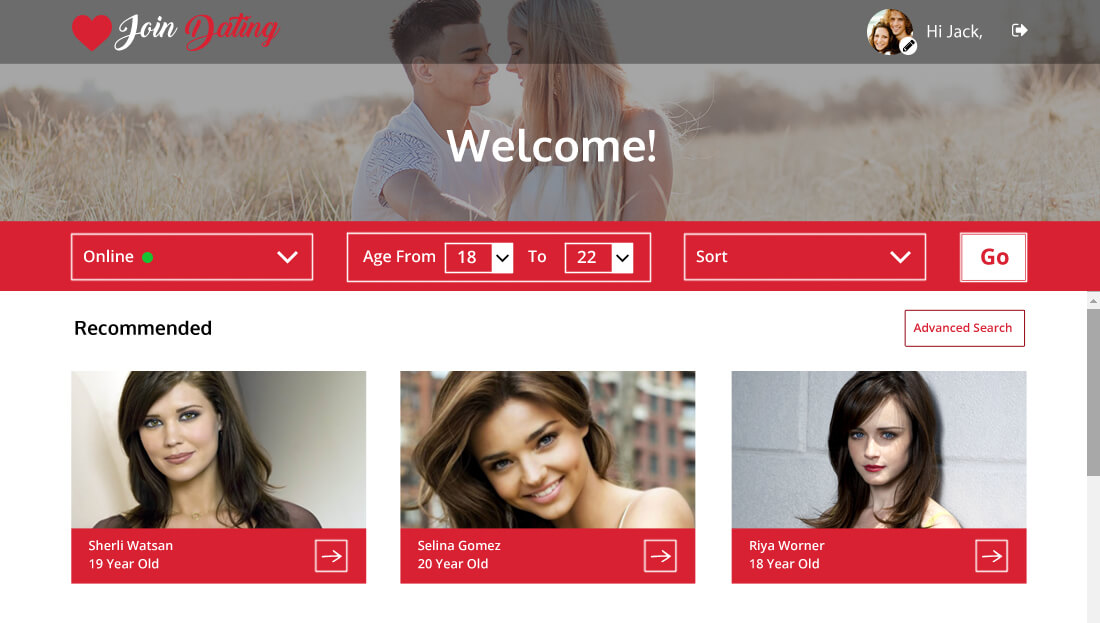 Join Dating
Hi Jack,
Welcome!
Online
Age From 18 To 22
Sort
Go
Recommended
Advanced Search
Sherli Watsan
19 Year Old
Selina Gomez
20 Year Old
Riya Worner
18 Year Old